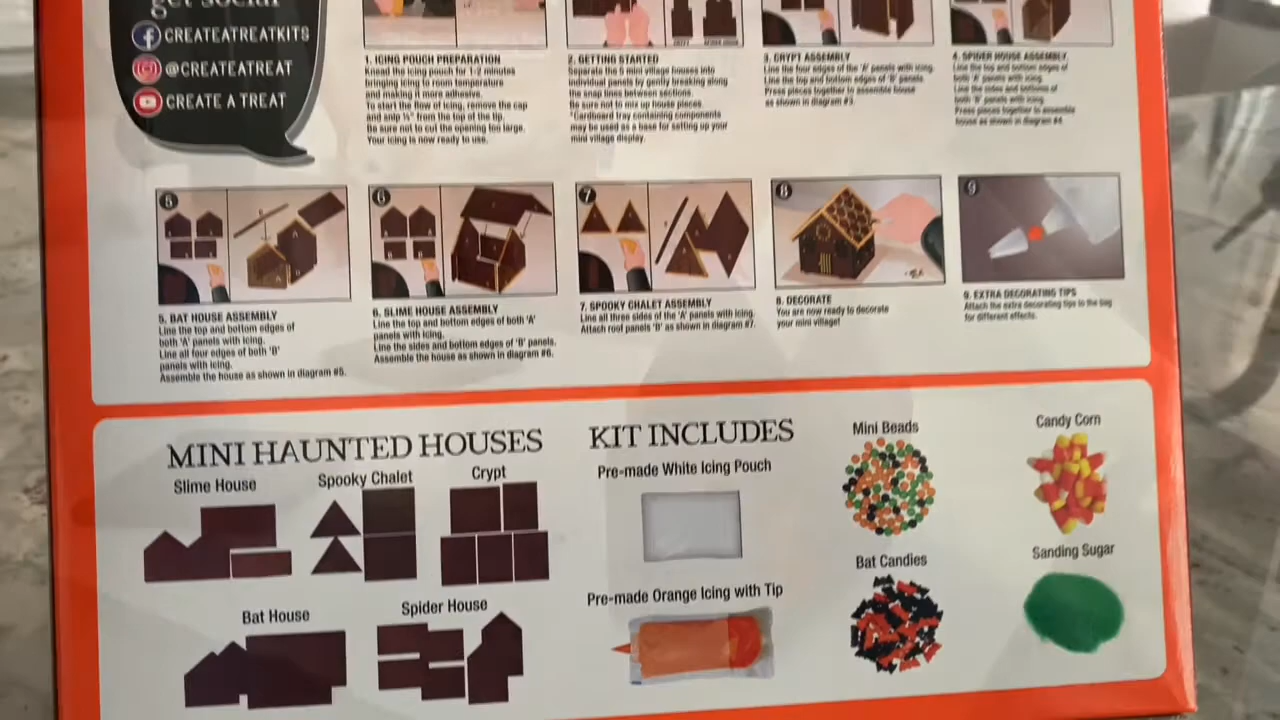 get social
CREATEATREATKITS
@CREATEATREAT
CREATE A TREAT
1. ICING POUCH PREPARATION
Knead the icing pouch for 1-2 minutes
bringing icing to room temperature
and making it more adhesive.
To start the flow of icing, remove the cap
and snip ¼" from the top of the tip.
Be sure not to cut the opening too large.
Your icing is now ready to use.
2. GETTING STARTED
Separate the 5 mini village houses into
individual panels by gently breaking along
the snap lines between sections.
Be sure not to mix up house pieces.
*Cardboard tray containing components
may be used as a base for setting up your
mini village display.
3. CRYPT ASSEMBLY
Line the four edges of the 'A' panels with icing.
Line the top and bottom edges of 'B' panels.
Press pieces together to assemble house
as shown in diagram #3.
4. SPIDER HOUSE ASSEMBLY
Line the top and bottom edges of
both 'A' panels with icing.
Line the sides and bottoms of
both 'B' panels with icing.
Press pieces together to assemble
house as shown in diagram #4.
5
6
7
8
9
5. BAT HOUSE ASSEMBLY
Line the top and bottom edges of
both 'A' panels with icing.
Line all four edges of both 'B'
panels with icing.
Assemble the house as shown in diagram #5.
6. SLIME HOUSE ASSEMBLY
Line the top and bottom edges of both 'A'
panels with icing.
Line the sides and bottom edges of 'B' panels.
Assemble the house as shown in diagram #6.
7. SPOOKY CHALET ASSEMBLY
Line all three sides of the 'A' panels with icing.
Attach roof panels 'B' as shown in diagram #7.
8. DECORATE
You are now ready to decorate
your mini village!
9. EXTRA DECORATING TIPS
Attach the extra decorating tips to the bag
for different effects.
MINI HAUNTED HOUSES
Slime House
Spooky Chalet
Crypt
Bat House
Spider House
KIT INCLUDES
Pre-made White Icing Pouch
Pre-made Orange Icing with Tip
Mini Beads
Candy Corn
Bat Candies
Sanding Sugar